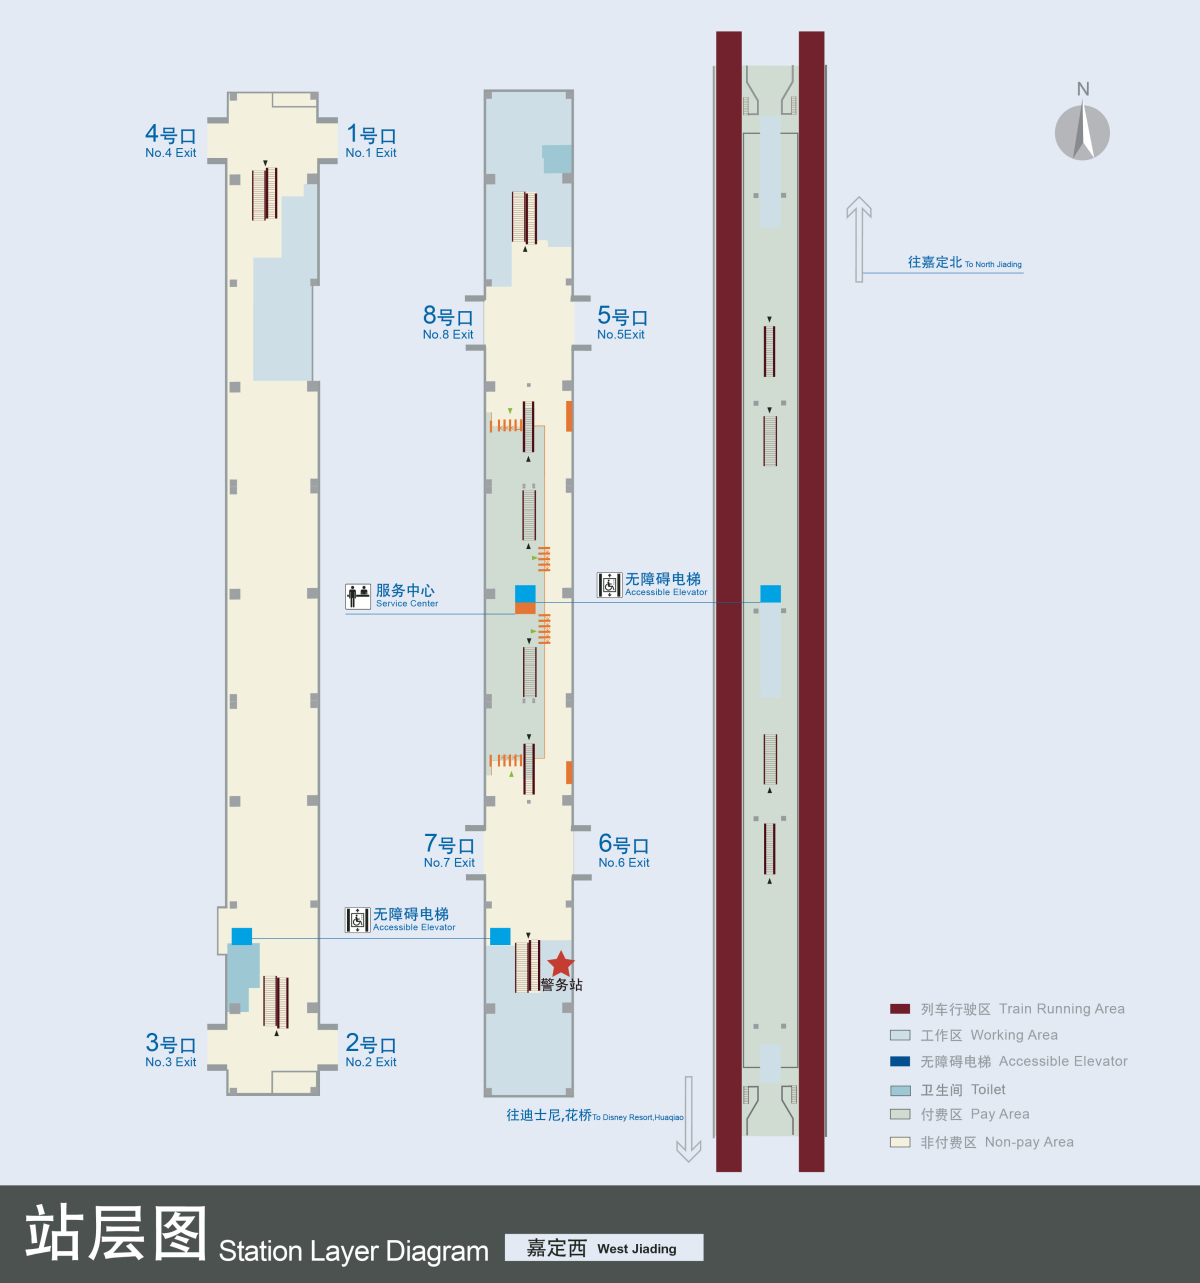 N
4号口
No.4 Exit
1号口
No.1 Exit
往嘉定北 To North Jiading
8号口
No.8 Exit
5号口
No.5Exit
服务中心
Service Center
无障碍电梯
Accessible Elevator
7号口
No.7 Exit
6号口
No.6 Exit
无障碍电梯
Accessible Elevator
警务站
3号口
No.3 Exit
2号口
No.2 Exit
往迪士尼,花桥To Disney Resort,Huaqiao
列车行驶区 Train Running Area
工作区 Working Area
无障碍电梯 Accessible Elevator
卫生间 Toilet
付费区 Pay Area
非付费区 Non-pay Area
站层图 Station Layer Diagram
嘉定西 West Jiading